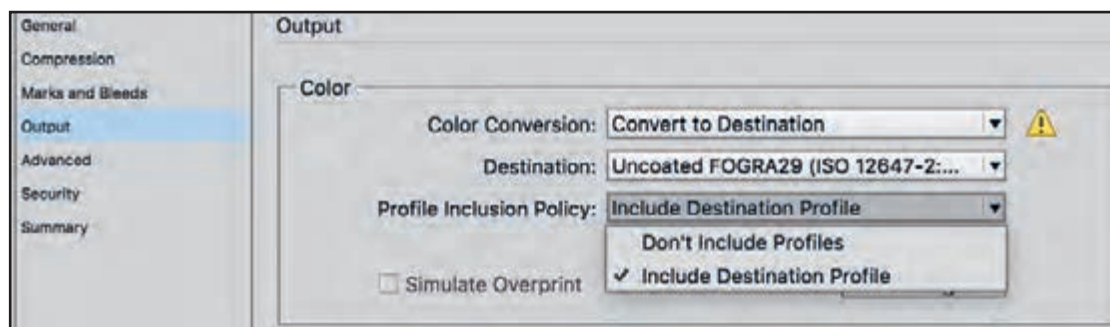 General
Output
Compression
Marks and Bleeds
Color
Output
Color Conversion: Convert to Destination
Advanced
Destination: Uncoated FOGRA29 (ISO 12647-2:...
Security
Profile Inclusion Policy: Include Destination Profile
Summary
Don't Include Profiles
✓ Include Destination Profile
Simulate Overprint